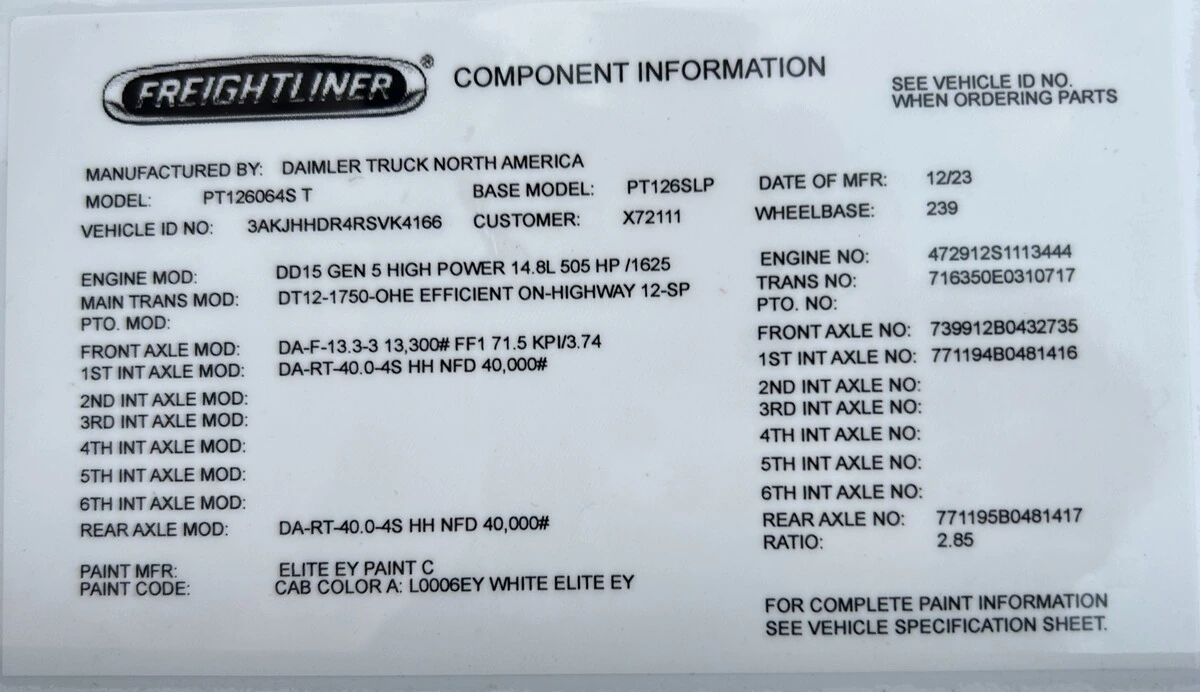 FREIGHTLINER® COMPONENT INFORMATION SEE VEHICLE ID NO.
WHEN ORDERING PARTS
MANUFACTURED BY: DAIMLER TRUCK NORTH AMERICA
MODEL: PT126064S T BASE MODEL: PT126SLP DATE OF MFR: 12/23
VEHICLE ID NO: 3AKJHHDR4RSVK4166 CUSTOMER: X72111 WHEELBASE: 239
ENGINE MOD: DD15 GEN 5 HIGH POWER 14.8L 505 HP /1625 ENGINE NO: 472912S1113444
MAIN TRANS MOD: DT12-1750-OHE EFFICIENT ON-HIGHWAY 12-SP TRANS NO: 716350E0310717
PTO. MOD: PTO. NO:
FRONT AXLE MOD: DA-F-13.3-3 13,300# FF1 71.5 KPI/3.74 FRONT AXLE NO: 739912B0432735
1ST INT AXLE MOD: DA-RT-40.0-4S HH NFD 40,000# 1ST INT AXLE NO: 771194B0481416
2ND INT AXLE MOD: 2ND INT AXLE NO:
3RD INT AXLE MOD: 3RD INT AXLE NO:
4TH INT AXLE MOD: 4TH INT AXLE NO:
5TH INT AXLE MOD: 5TH INT AXLE NO:
6TH INT AXLE MOD: 6TH INT AXLE NO:
REAR AXLE MOD: DA-RT-40.0-4S HH NFD 40,000# REAR AXLE NO: 771195B0481417
RATIO: 2.85
PAINT MFR: ELITE EY PAINT C
PAINT CODE: CAB COLOR A: L0006EY WHITE ELITE EY
FOR COMPLETE PAINT INFORMATION
SEE VEHICLE SPECIFICATION SHEET.